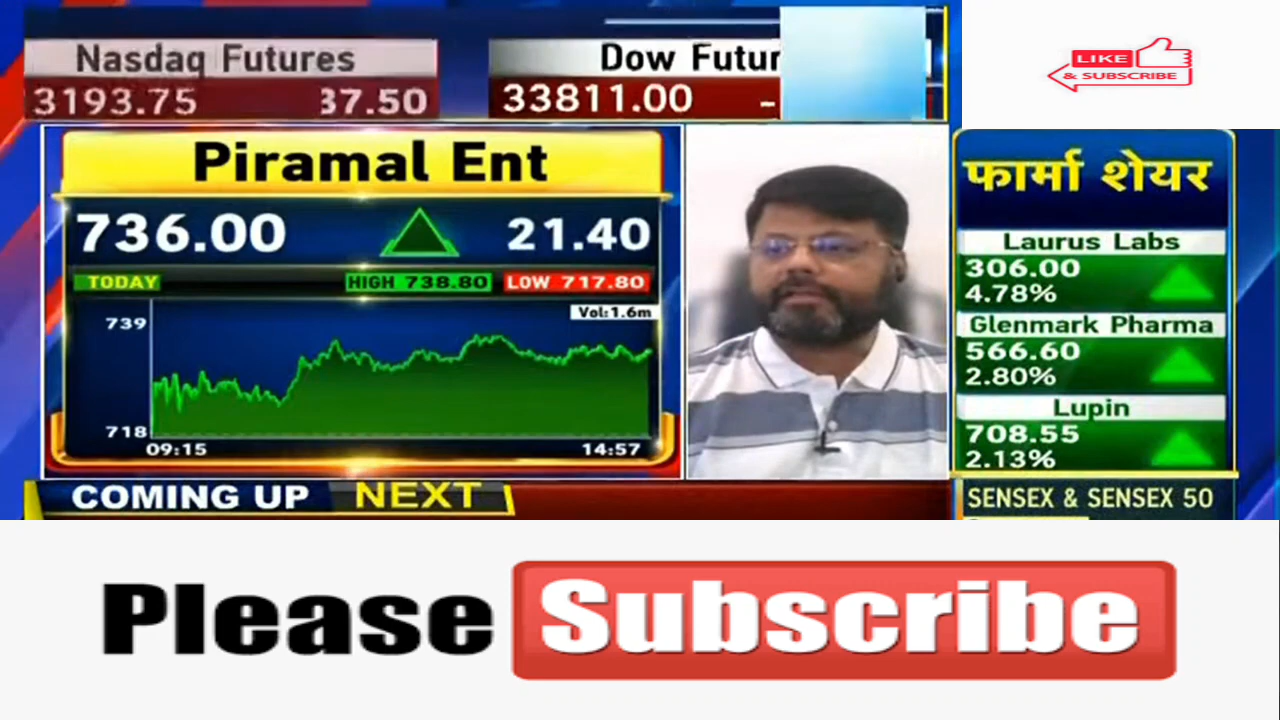 Nasdaq Futures
3193.75 37.50
Dow Futur
33811.00 -
LIKE
& SUBSCRIBE
Piramal Ent
736.00 21.40
TODAY HIGH 738.80 LOW 717.80
Vol:1.6m
739
718
09:15 14:57
फार्मा शेयर
Laurus Labs
306.00
4.78%
Glenmark Pharma
566.60
2.80%
Lupin
708.55
2.13%
COMING UP NEXT
SENSEX & SENSEX 50
Please Subscribe